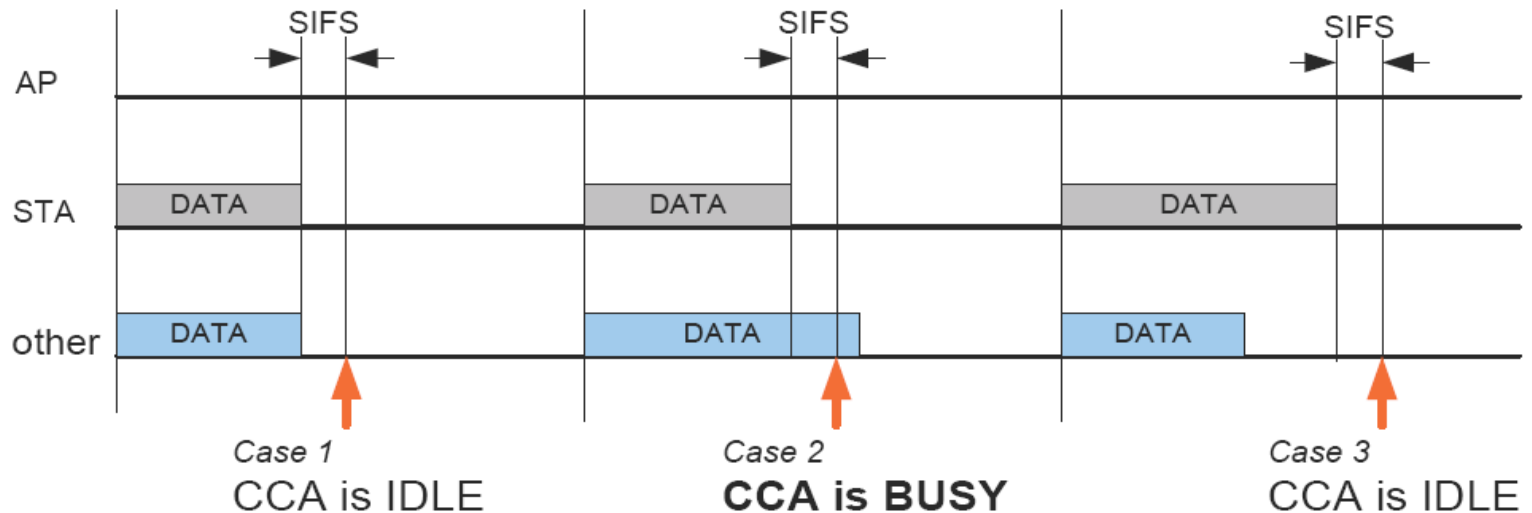 SIFS SIFS SIFS
AP
STA DATA DATA DATA
other DATA DATA DATA
Case 1 Case 2 Case 3
CCA is IDLE CCA is BUSY CCA is IDLE